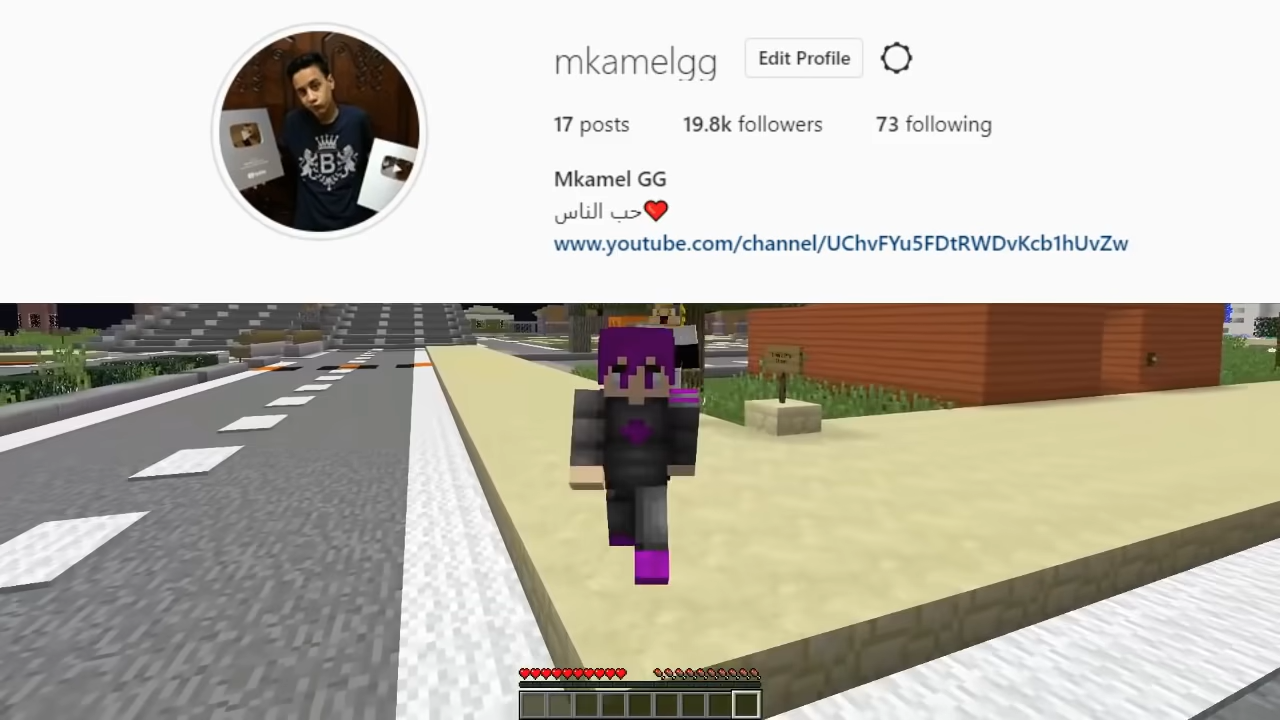 mkamelgg Edit Profile
17 posts 19.8k followers 73 following
Mkamel GG
حب الناس❤️
www.youtube.com/channel/UChvFYu5FDtRWDvKcb1hUvZw
B